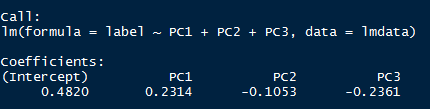 Call:
lm(formula = label ~ PC1 + PC2 + PC3, data = lmdata)
Coefficients:
(Intercept) PC1 PC2 PC3
0.4820 0.2314 -0.1053 -0.2361